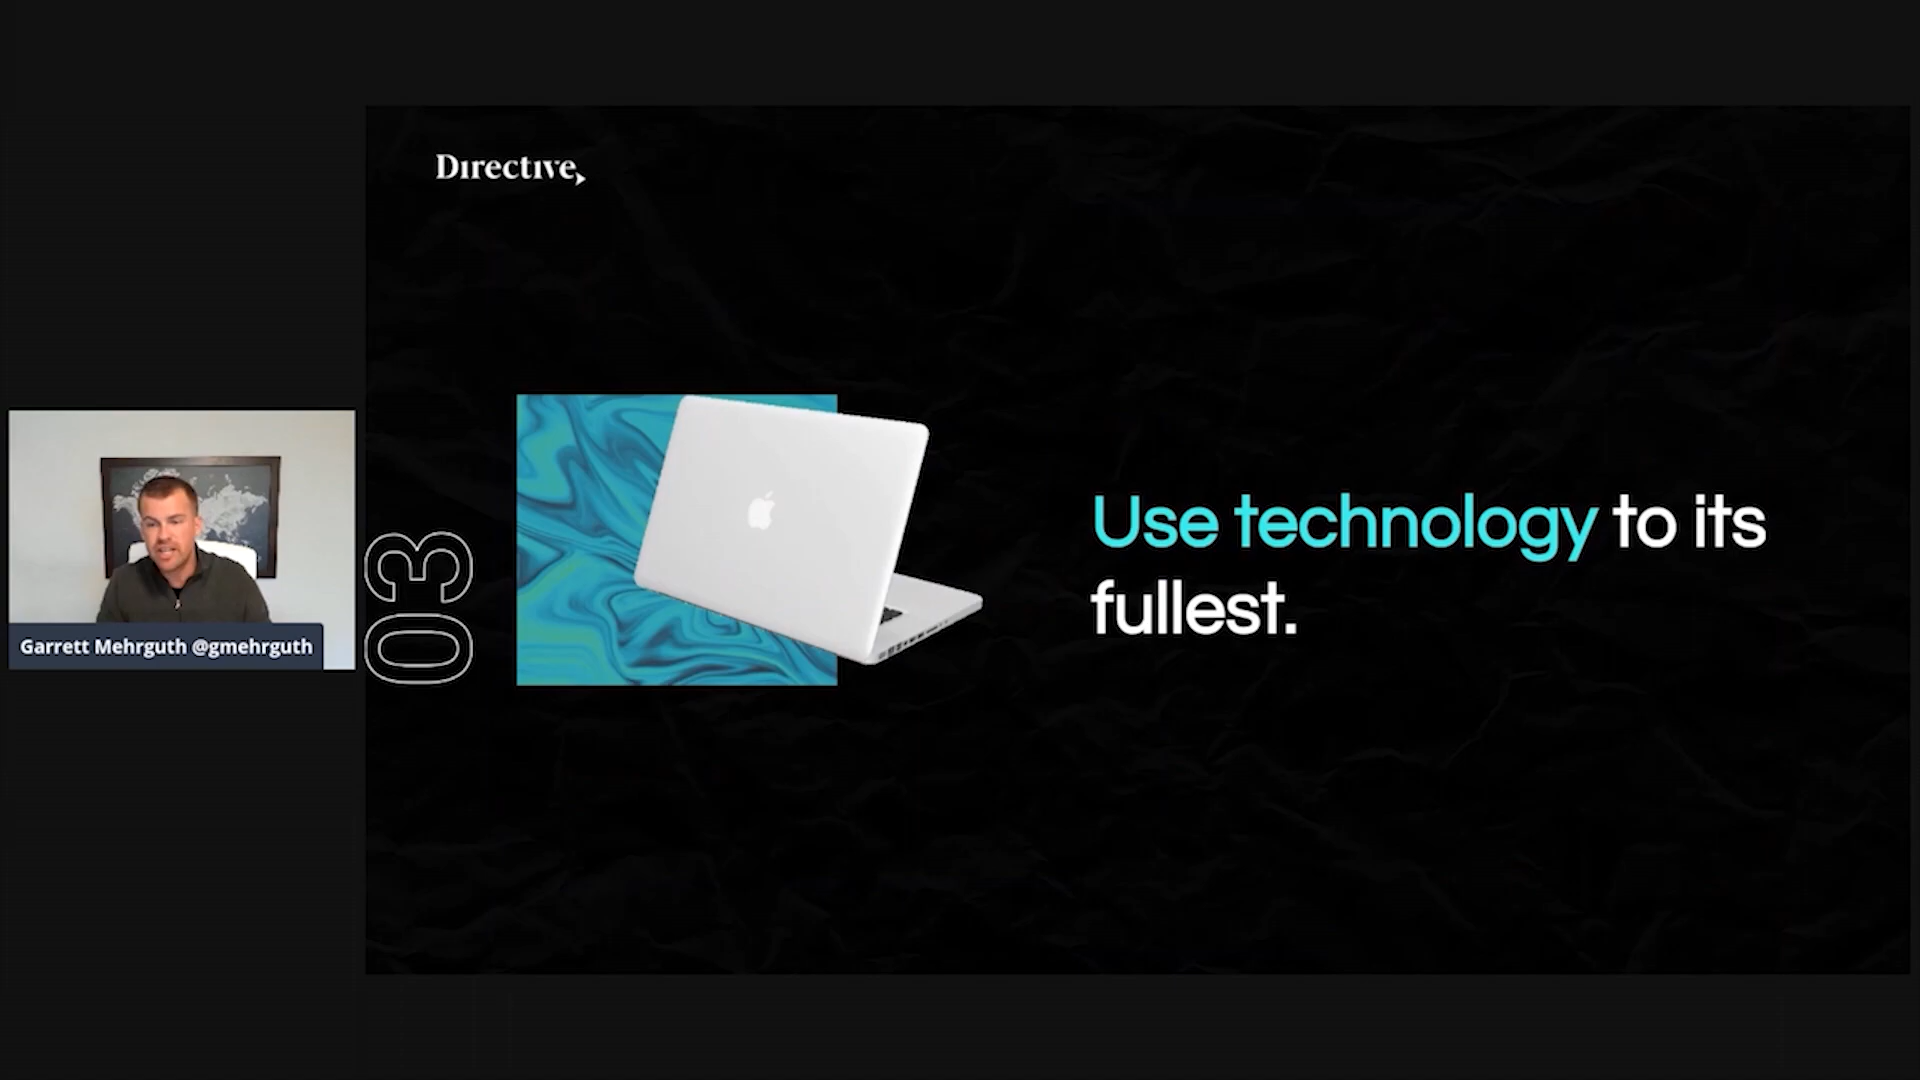 Directive
Garrett Mehrguth @gmehrguth
03
Use technology to its
fullest.